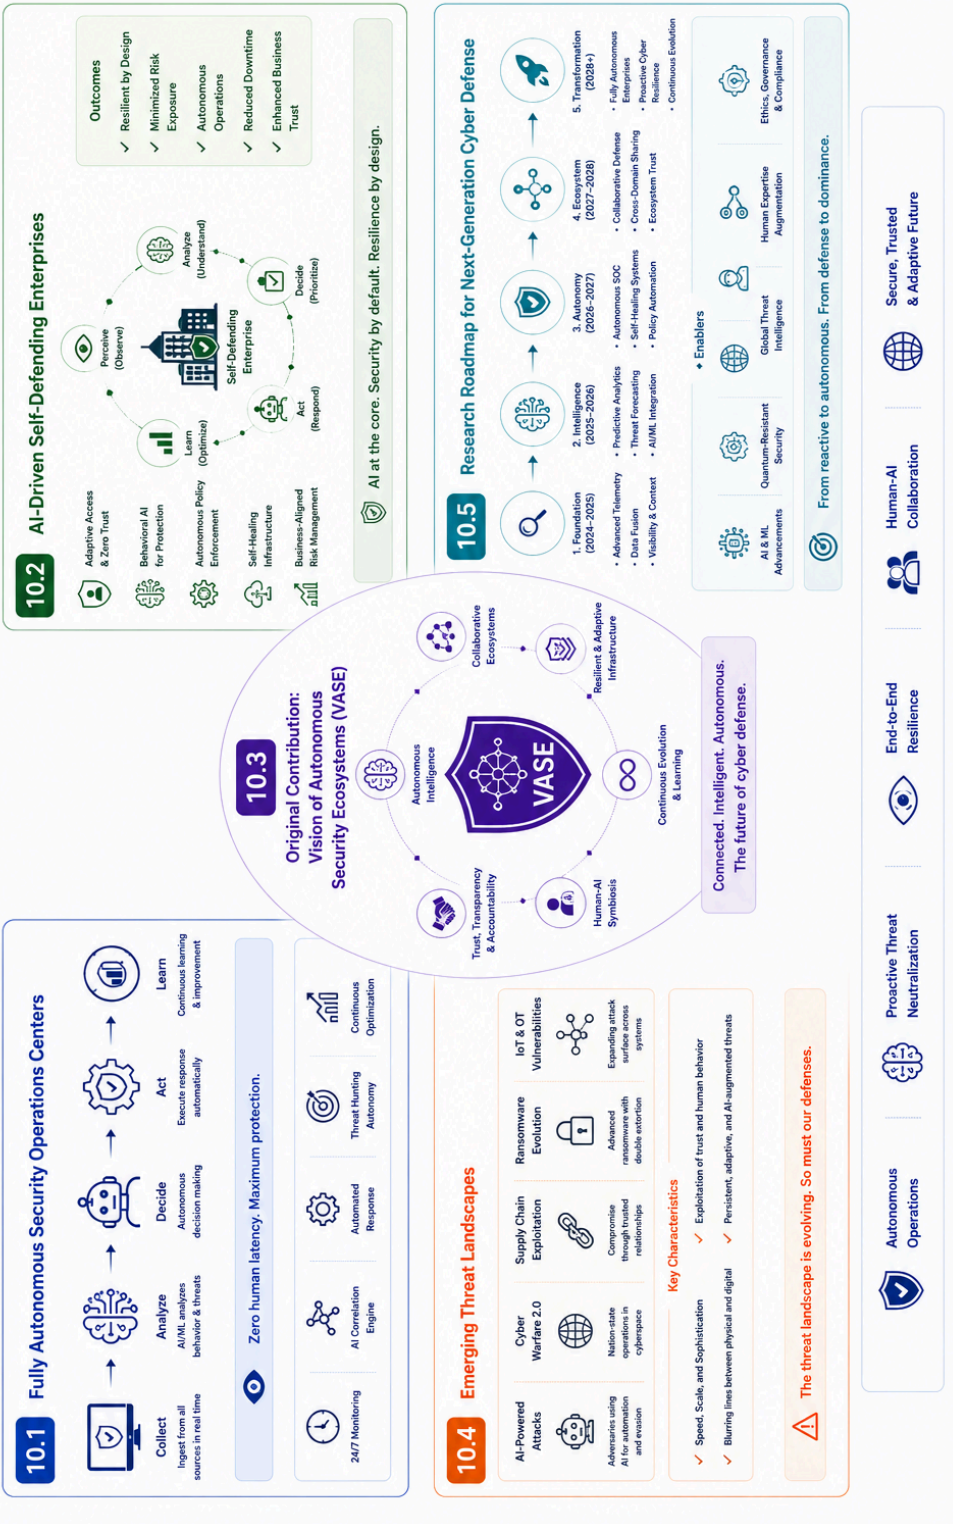 10.1
Fully Autonomous Security Operations Centers
Collect
Ingest from all
sources in real time
Analyze
AI/ML analyzes
behavior & threats
Decide
Autonomous
decision making
Act
Execute response
automatically
Learn
Continuous learning
& improvement
Zero human latency. Maximum protection.
24/7 Monitoring
AI Correlation
Engine
Automated
Response
Threat Hunting
Autonomy
Continuous
Optimization
10.2
AI-Driven Self-Defending Enterprises
Adaptive Access
& Zero Trust
Behavioral AI
for Protection
Autonomous Policy
Enforcement
Self-Healing
Infrastructure
Business-Aligned
Risk Management
Perceive
(Observe)
Analyze
(Understand)
Decide
(Prioritize)
Act
(Respond)
Learn
(Optimize)
Self-Defending
Enterprise
Outcomes
✓ Resilient by Design
✓ Minimized Risk
Exposure
✓ Autonomous
Operations
✓ Reduced Downtime
✓ Enhanced Business
Trust
AI at the core. Security by default. Resilience by design.
10.3
Original Contribution:
Vision of Autonomous
Security Ecosystems (VASE)
Autonomous
Intelligence
Collaborative
Ecosystems
Resilient & Adaptive
Infrastructure
Continuous Evolution
& Learning
Human-AI
Symbiosis
Trust, Transparency
& Accountability
VASE
Connected. Intelligent. Autonomous.
The future of cyber defense.
10.4
Emerging Threat Landscapes
AI-Powered
Attacks
Adversaries using
AI for automation
and evasion
Cyber
Warfare 2.0
Nation-state
operations in
cyberspace
Supply Chain
Exploitation
Compromise
through trusted
relationships
Ransomware
Evolution
Advanced
ransomware with
double extortion
IoT & OT
Vulnerabilities
Expanding attack
surface across
systems
Key Characteristics
✓ Speed, Scale, and Sophistication
✓ Exploitation of trust and human behavior
✓ Blurring lines between physical and digital
✓ Persistent, adaptive, and AI-augmented threats
The threat landscape is evolving. So must our defenses.
10.5
Research Roadmap for Next-Generation Cyber Defense
1. Foundation
(2024–2025)
• Advanced Telemetry
• Data Fusion
• Visibility & Context
2. Intelligence
(2025–2026)
• Predictive Analytics
• Threat Forecasting
• AI/ML Integration
3. Autonomy
(2026–2027)
• Autonomous SOC
• Self-Healing Systems
• Policy Automation
4. Ecosystem
(2027–2028)
• Collaborative Defense
• Cross-Domain Sharing
• Ecosystem Trust
5. Transformation
(2028+)
• Fully Autonomous
Enterprises
• Proactive Cyber
Resilience
• Continuous Evolution
Enablers
AI & ML
Advancements
Quantum-Resistant
Security
Global Threat
Intelligence
Human Expertise
Augmentation
Ethics, Governance
& Compliance
From reactive to autonomous. From defense to dominance.
Autonomous
Operations
Proactive Threat
Neutralization
End-to-End
Resilience
Human-AI
Collaboration
Secure, Trusted
& Adaptive Future